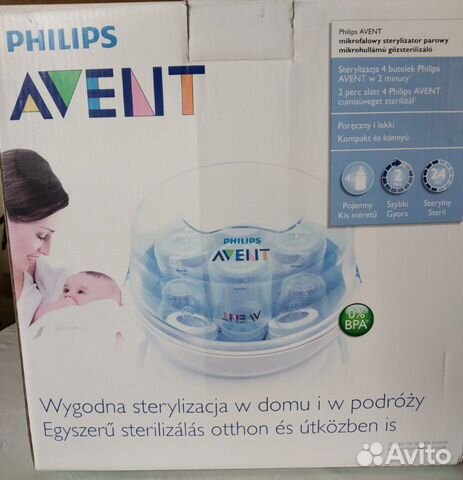 PHILIPS
AVENT
Philips AVENT
mikrofalowy sterylizator parowy
mikrohullámú gőzsterilizáló
Sterylizacja 4 butelek Philips
AVENT w 2 minuty
2 perc alatt 4 Philips AVENT
cumisüveget sterilizál
Poręczny i lekki
Kompakt és könnyű
4
2
24
Pojemny
Kis méretű
Szybki
Gyors
Sterylny
Steril
PHILIPS
AVENT
AVENT
0%
BPA
Wygodna sterylizacja w domu i w podróży
Egyszerű sterilizálás otthon és útközben is
Avito